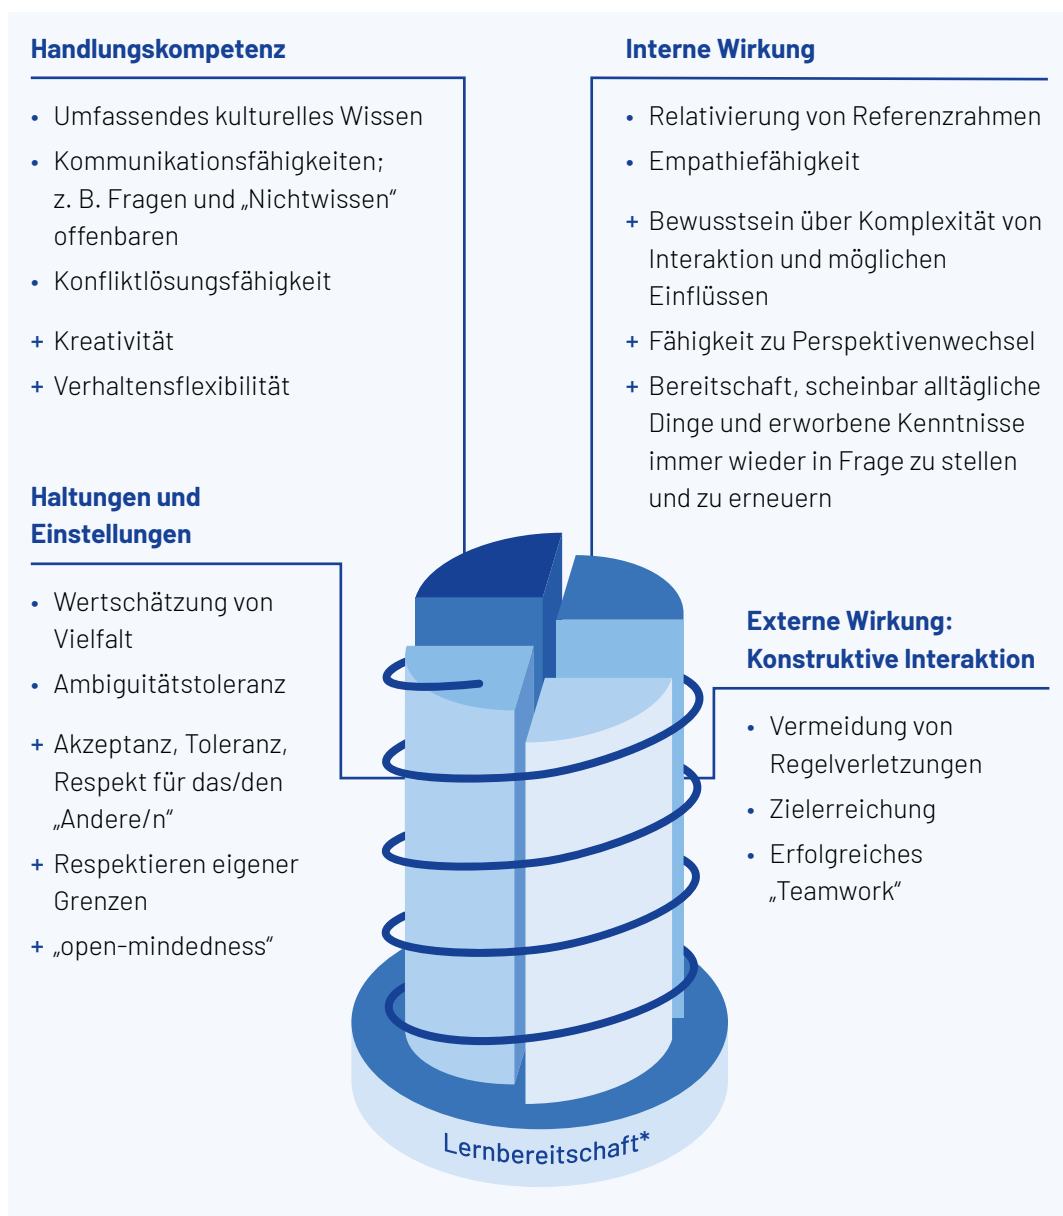 Handlungskompetenz
• Umfassendes kulturelles Wissen
• Kommunikationsfähigkeiten;
z. B. Fragen und „Nichtwissen“
offenbaren
• Konfliktlösungsfähigkeit
+ Kreativität
+ Verhaltensflexibilität
Interne Wirkung
• Relativierung von Referenzrahmen
• Empathiefähigkeit
+ Bewusstsein über Komplexität von
Interaktion und möglichen
Einflüssen
+ Fähigkeit zu Perspektivenwechsel
+ Bereitschaft, scheinbar alltägliche
Dinge und erworbene Kenntnisse
immer wieder in Frage zu stellen
und zu erneuern
Haltungen und
Einstellungen
• Wertschätzung von
Vielfalt
• Ambiguitätstoleranz
+ Akzeptanz, Toleranz,
Respekt für das/den
„Andere/n“
+ Respektieren eigener
Grenzen
+ „open-mindedness“
Externe Wirkung:
Konstruktive Interaktion
• Vermeidung von
Regelverletzungen
• Zielerreichung
• Erfolgreiches
„Teamwork“
Lernbereitschaft*